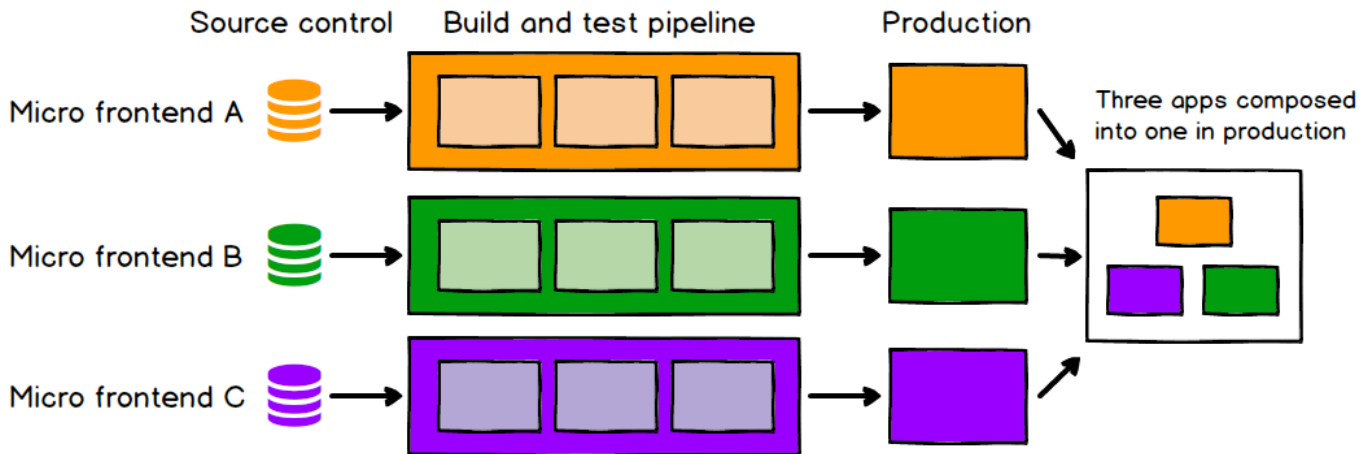 Source control
Build and test pipeline
Production
Micro frontend A
Three apps composed
into one in production
Micro frontend B
Micro frontend C